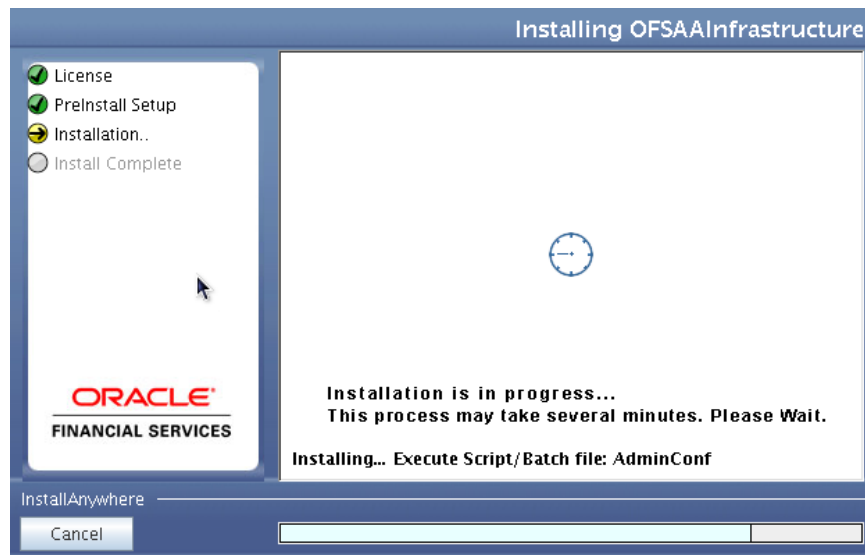 Installing OFSAAInfrastructure
License
PreInstall Setup
Installation..
Install Complete
ORACLE®
FINANCIAL SERVICES
Installation is in progress...
This process may take several minutes. Please Wait.
Installing... Execute Script/Batch file: AdminConf
InstallAnywhere
Cancel